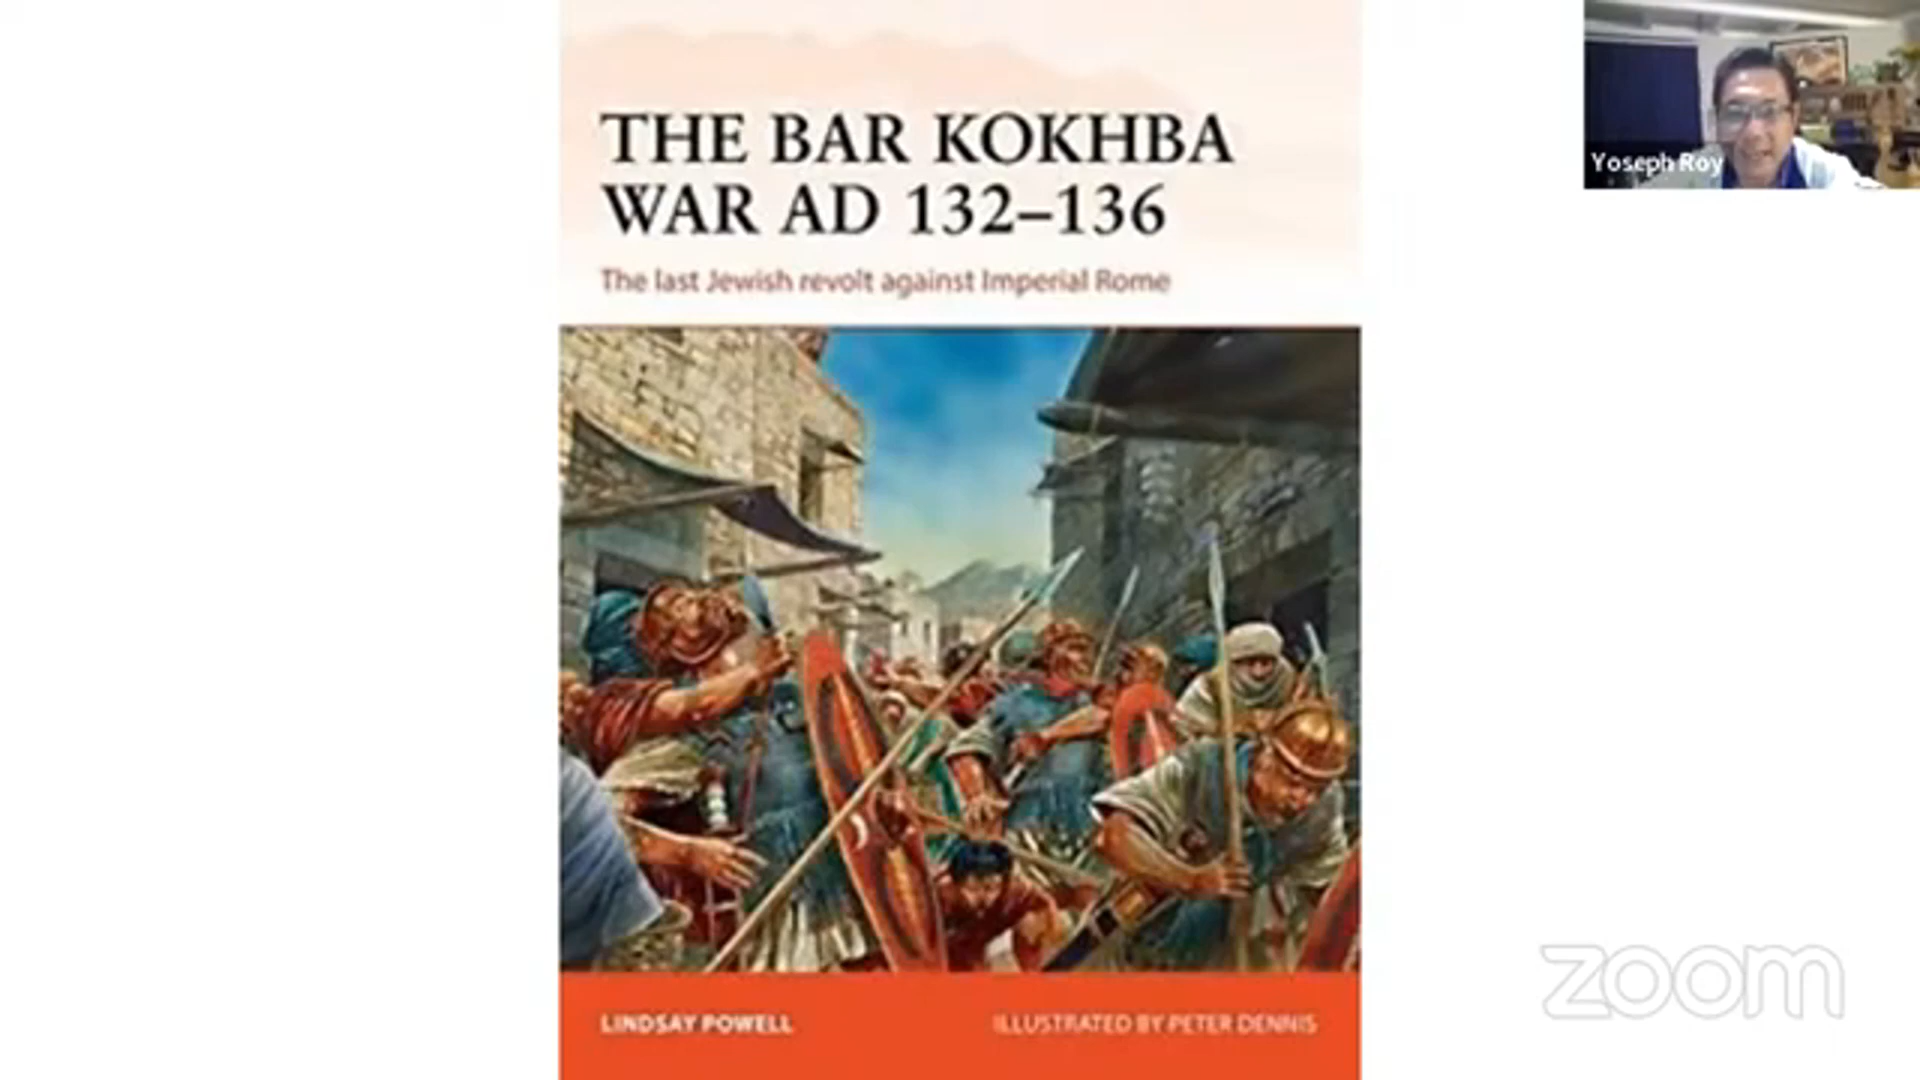 THE BAR KOKHBA
WAR AD 132–136
The last Jewish revolt against Imperial Rome
LINDSAY POWELL
ILLUSTRATED BY PETER DENNIS
Yoseph Roy
zoom